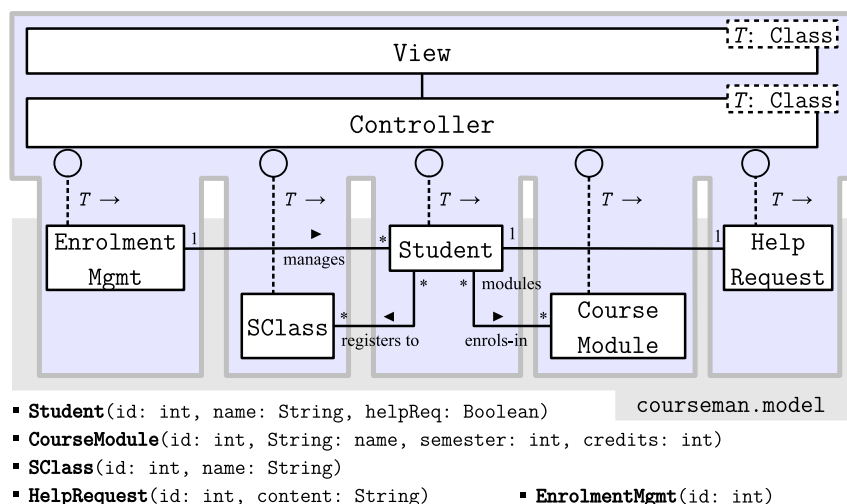 T: Class
View
T: Class
Controller
T → T → T → T → T →
Enrolment
Mgmt
1
manages
*
Student
1
1
Help
Request
*
*
modules
SClass
*
registers to
enrols-in
*
Course
Module
courseman.model
▪ Student(id: int, name: String, helpReq: Boolean)
▪ CourseModule(id: int, String: name, semester: int, credits: int)
▪ SClass(id: int, name: String)
▪ HelpRequest(id: int, content: String) ▪ EnrolmentMgmt(id: int)